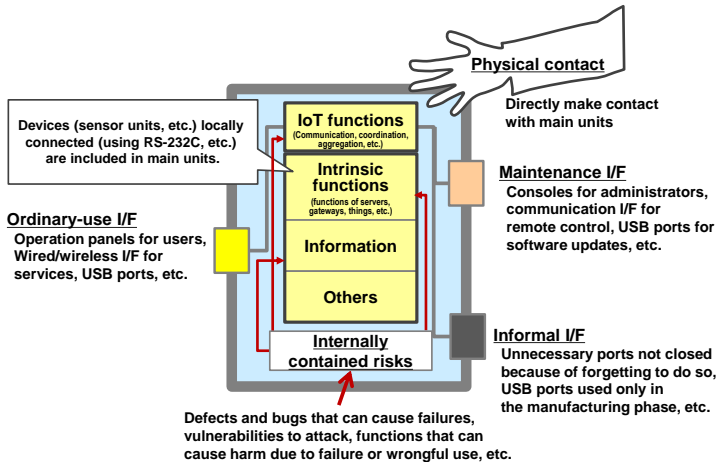 Physical contact
Directly make contact
with main units
IoT functions
(Communication, coordination,
aggregation, etc.)
Devices (sensor units, etc.) locally
connected (using RS-232C, etc.)
are included in main units.
Intrinsic
functions
(functions of servers,
gateways, things, etc.)
Information
Others
Maintenance I/F
Consoles for administrators,
communication I/F for
remote control, USB ports for
software updates, etc.
Ordinary-use I/F
Operation panels for users,
Wired/wireless I/F for
services, USB ports, etc.
Internally
contained risks
Informal I/F
Unnecessary ports not closed
because of forgetting to do so,
USB ports used only in
the manufacturing phase, etc.
Defects and bugs that can cause failures,
vulnerabilities to attack, functions that can
cause harm due to failure or wrongful use, etc.